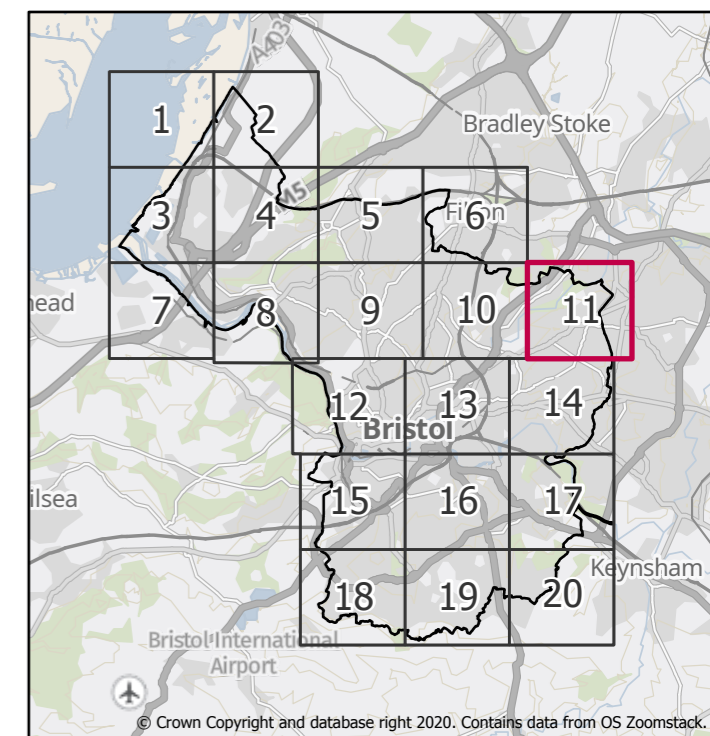 A403
1
2
Bradley Stoke
M5
3
4
5
Filton
6
ead
7
8
9
10
11
12
13
14
Bristol
ilsea
15
16
17
Keynsham
18
19
20
Bristol International
Airport
© Crown Copyright and database right 2020. Contains data from OS Zoomstack.